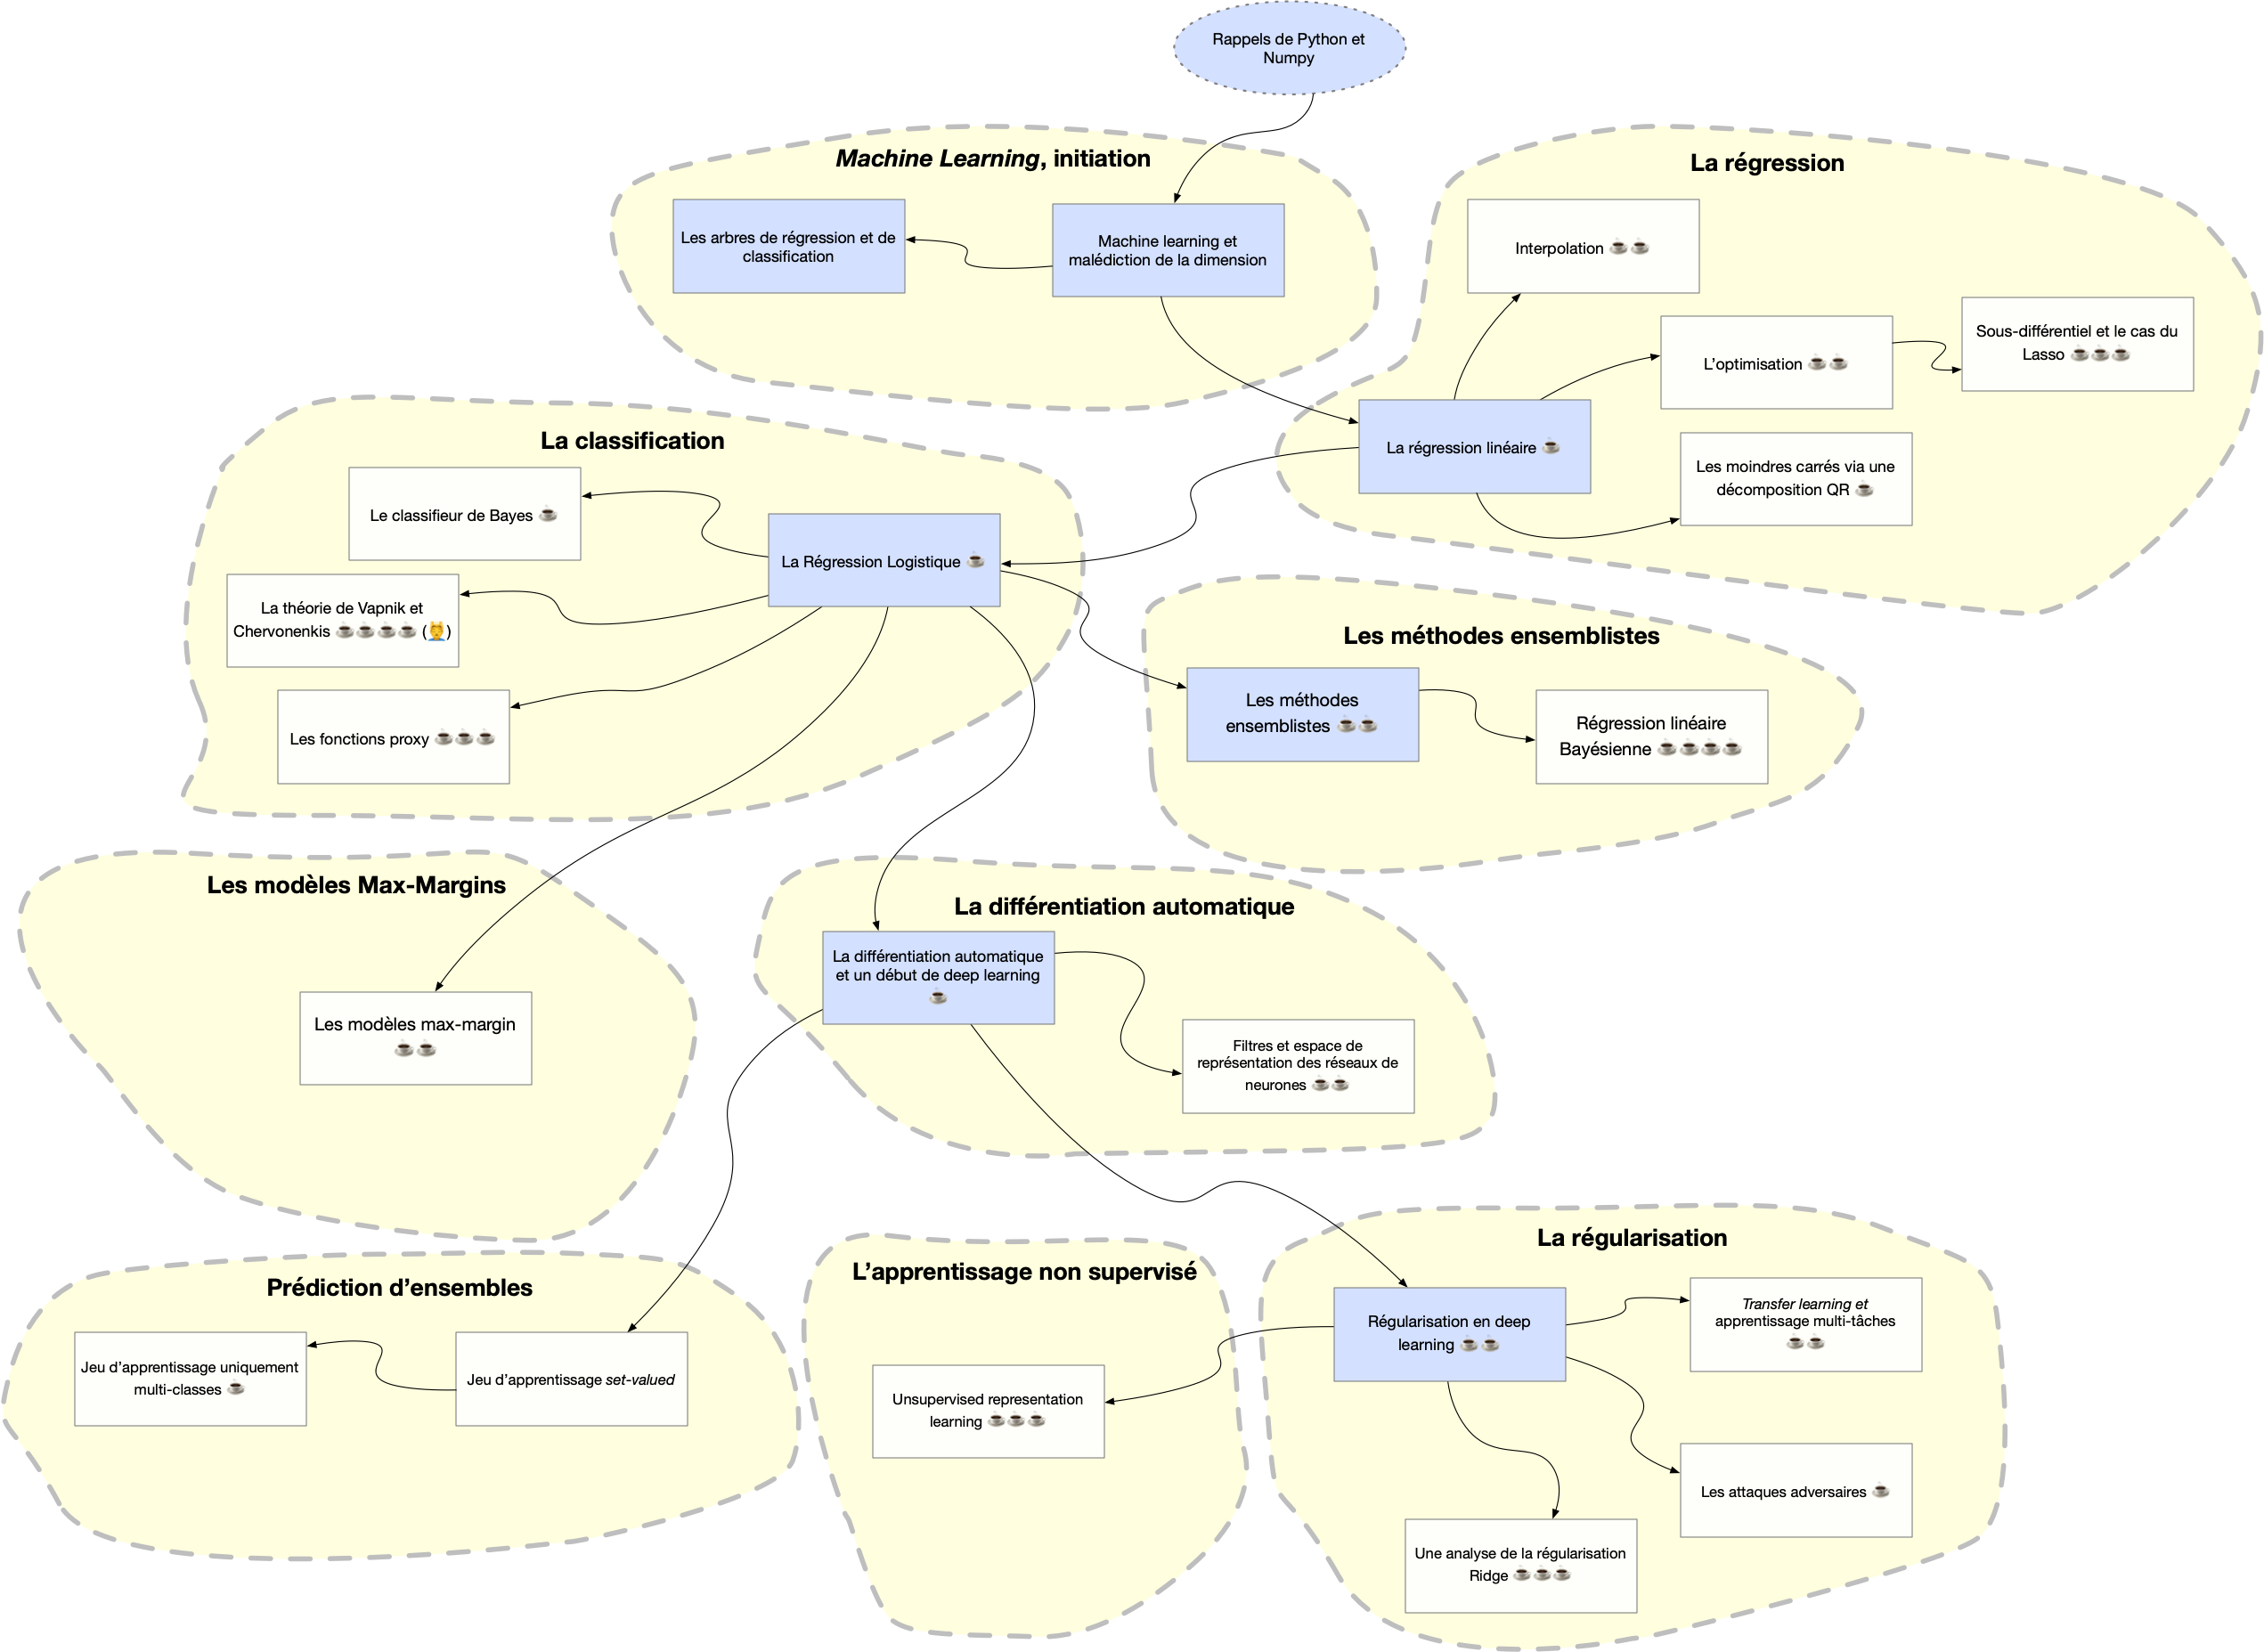 Rappels de Python et
Numpy
Machine Learning, initiation
Les arbres de régression et de
classification
Machine learning et
malédiction de la dimension
La régression
Interpolation ☕☕
L'optimisation ☕☕
Sous-différentiel et le cas du
Lasso ☕☕☕
La régression linéaire ☕
Les moindres carrés via une
décomposition QR ☕
La classification
Le classifieur de Bayes ☕
La Régression Logistique ☕
La théorie de Vapnik et
Chervonenkis ☕☕☕☕ (💆)
Les fonctions proxy ☕☕☕
Les méthodes ensemblistes
Les méthodes
ensemblistes ☕☕
Régression linéaire
Bayésienne ☕☕☕☕
Les modèles Max-Margins
Les modèles max-margin
☕☕
La différentiation automatique
La différentiation automatique
et un début de deep learning
☕
Filtres et espace de
représentation des réseaux de
neurones ☕☕
Prédiction d'ensembles
Jeu d'apprentissage uniquement
multi-classes ☕
Jeu d'apprentissage set-valued
L'apprentissage non supervisé
Unsupervised representation
learning ☕☕☕
La régularisation
Régularisation en deep
learning ☕☕
Transfer learning et
apprentissage multi-tâches
☕☕
Les attaques adversaires ☕
Une analyse de la régularisation
Ridge ☕☕☕